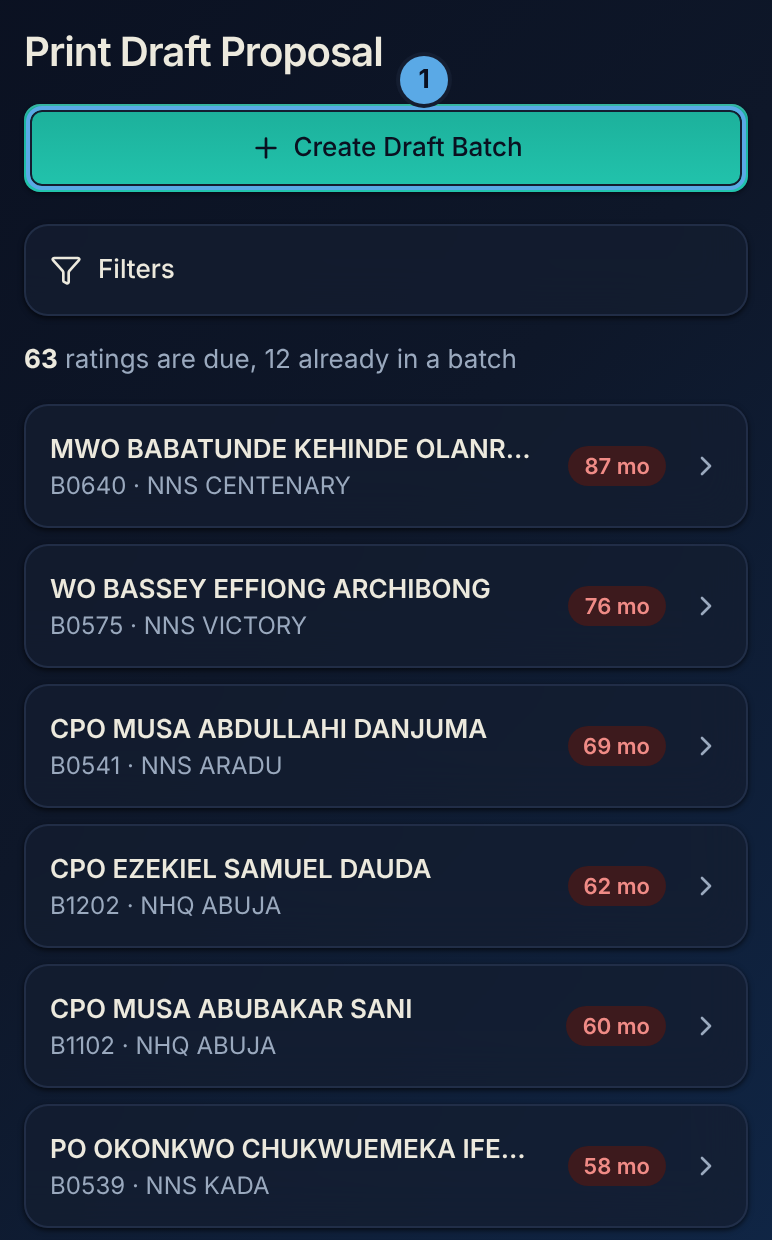 Print Draft Proposal
1
+ Create Draft Batch
Filters
63 ratings are due, 12 already in a batch
MWO BABATUNDE KEHINDE OLANR...
87 mo
B0640 · NNS CENTENARY
WO BASSEY EFFIONG ARCHIBONG
76 mo
B0575 · NNS VICTORY
CPO MUSA ABDULLAHI DANJUMA
69 mo
B0541 · NNS ARADU
CPO EZEKIEL SAMUEL DAUDA
62 mo
B1202 · NHQ ABUJA
CPO MUSA ABUBAKAR SANI
60 mo
B1102 · NHQ ABUJA
PO OKONKWO CHUKWUEMEKA IFE...
58 mo
B0539 · NNS KADA